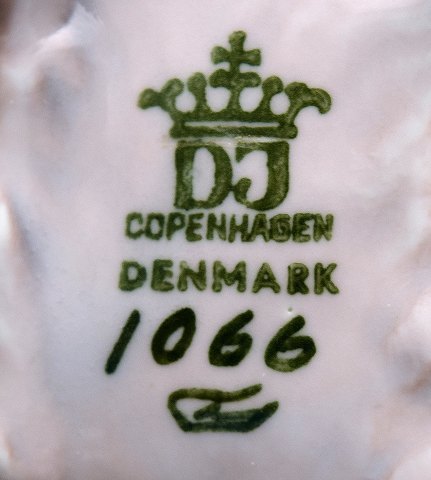 DJ
COPENHAGEN
DENMARK
1066